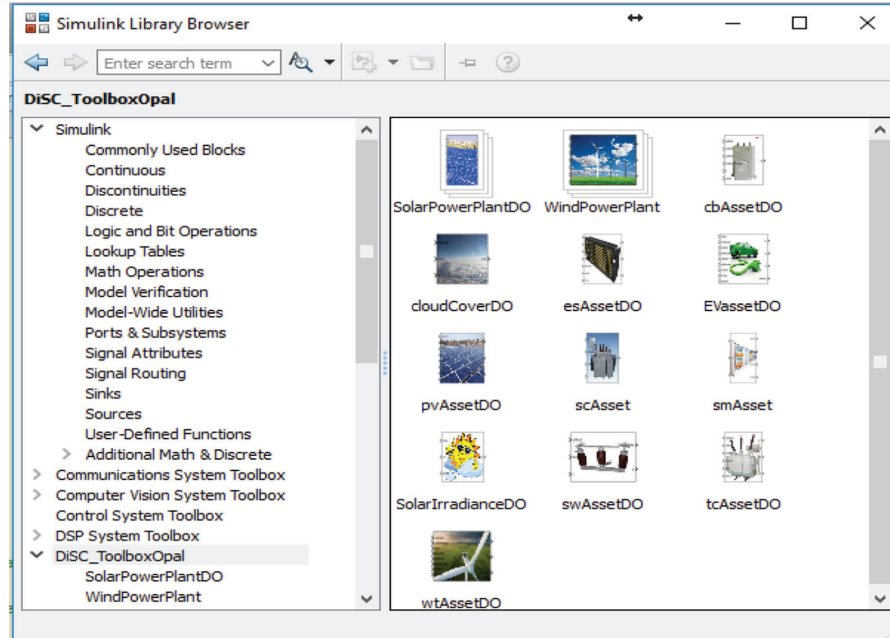 Simulink Library Browser
Enter search term
DiSC_ToolboxOpal
Simulink
Commonly Used Blocks
Continuous
Discontinuities
Discrete
Logic and Bit Operations
Lookup Tables
Math Operations
Model Verification
Model-Wide Utilities
Ports & Subsystems
Signal Attributes
Signal Routing
Sinks
Sources
User-Defined Functions
Additional Math & Discrete
Communications System Toolbox
Computer Vision System Toolbox
Control System Toolbox
DSP System Toolbox
DiSC_ToolboxOpal
SolarPowerPlantDO
WindPowerPlant
SolarPowerPlantDO WindPowerPlant cbAssetDO
cloudCoverDO esAssetDO EVassetDO
pvAssetDO scAsset smAsset
SolarIrradianceDO swAssetDO tcAssetDO
wtAssetDO